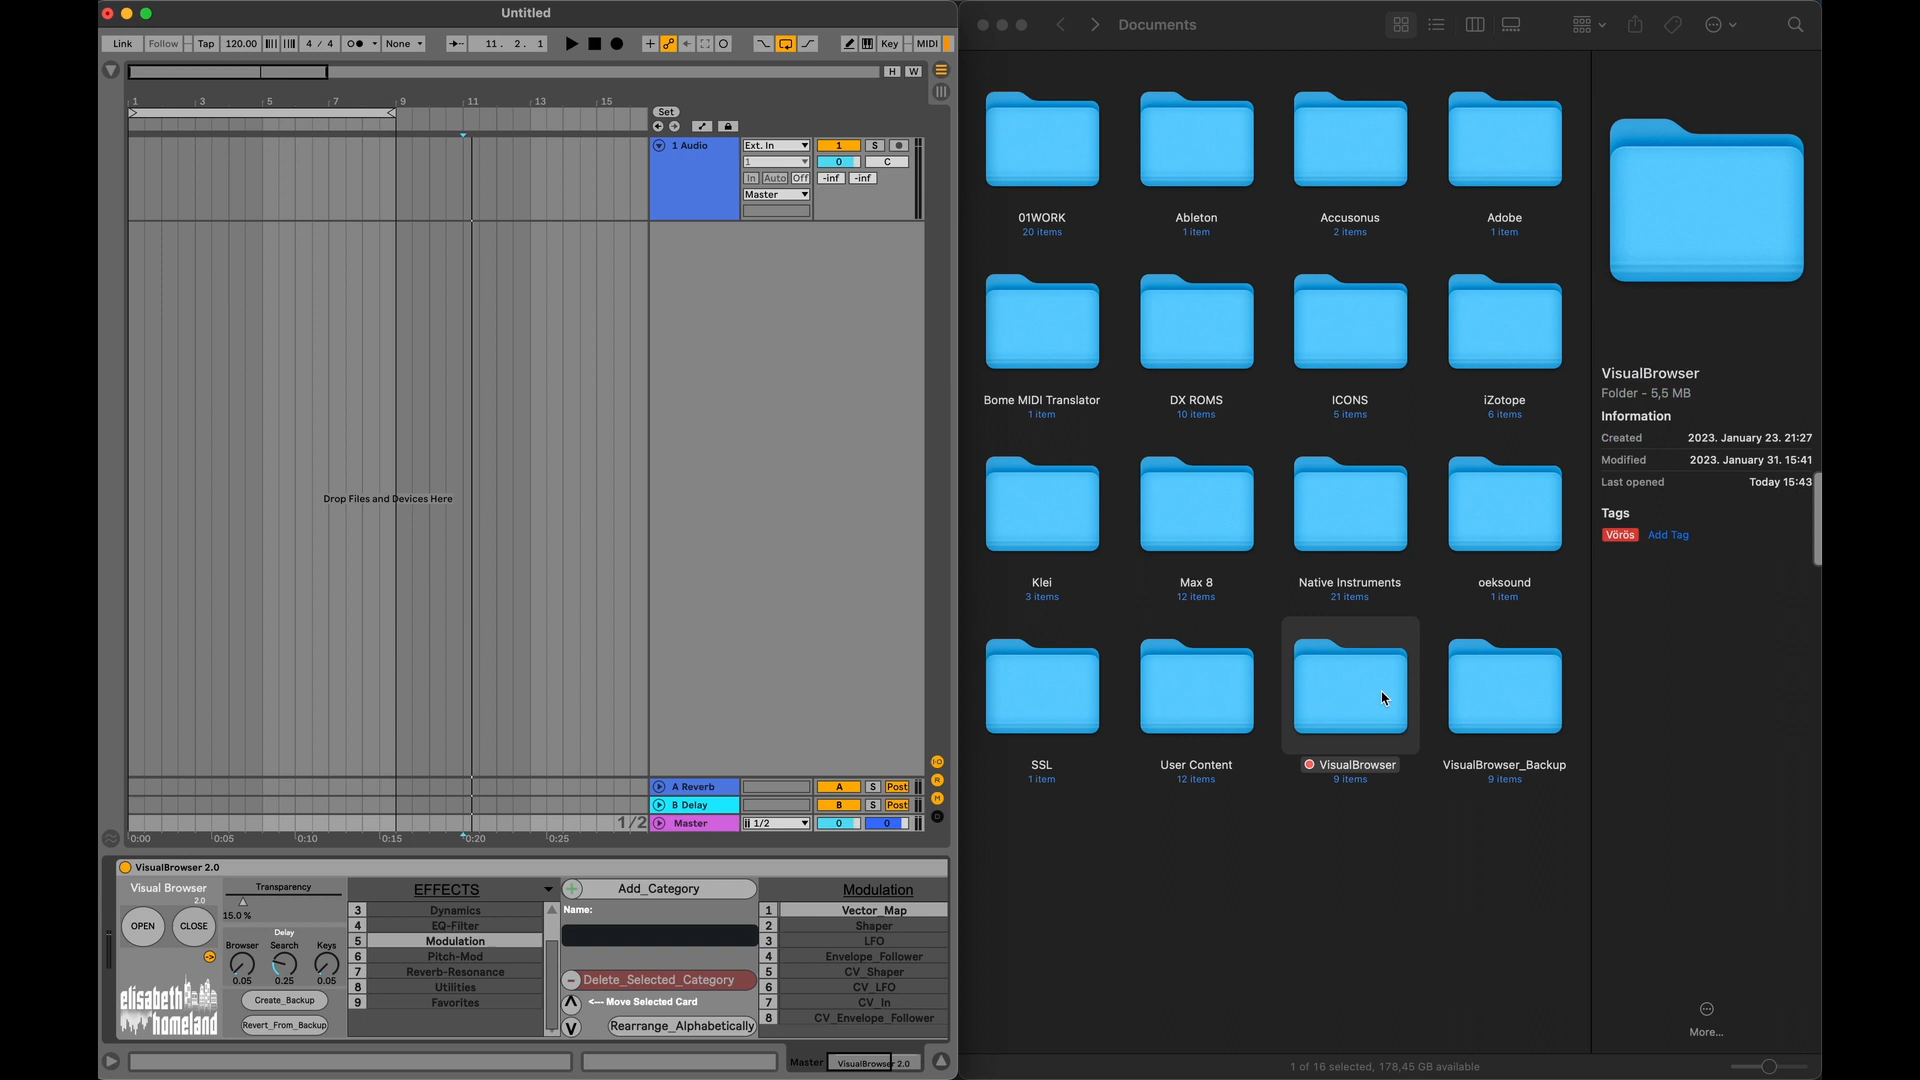 Untitled
Documents
Link Follow Tap 120.00 4 / 4 None 11. 2. 1 Key MIDI
H W
1 3 5 7 9 11 13 15
Set
1 Audio Ext. In 1 S
1 0 C
In Auto Off -inf -inf
Master
Drop Files and Devices Here
A Reverb A S Post
B Delay B S Post
1/2 Master 1/2 0 0
0:00 0:05 0:10 0:15 0:20 0:25
VisualBrowser 2.0
Visual Browser
2.0
OPEN CLOSE
elisabeth
homeland
Transparency
15.0 %
Delay
Browser Search Keys
0.05 0.25 0.05
Create_Backup
Revert_From_Backup
EFFECTS
3 Dynamics
4 EQ-Filter
5 Modulation
6 Pitch-Mod
7 Reverb-Resonance
8 Utilities
9 Favorites
+ Add_Category
Name:
- Delete_Selected_Category
<--- Move Selected Card
Rearrange_Alphabetically
Modulation
1 Vector_Map
2 Shaper
3 LFO
4 Envelope_Follower
5 CV_Shaper
6 CV_LFO
7 CV_In
8 CV_Envelope_Follower
Master VisualBrowser 2.0
01WORK
20 items
Ableton
1 item
Accusonus
2 items
Adobe
1 item
Bome MIDI Translator
1 item
DX ROMS
10 items
ICONS
5 items
iZotope
6 items
Klei
3 items
Max 8
12 items
Native Instruments
21 items
oeksound
1 item
SSL
1 item
User Content
12 items
VisualBrowser
9 items
VisualBrowser_Backup
9 items
VisualBrowser
Folder - 5,5 MB
Information
Created 2023. January 23. 21:27
Modified 2023. January 31. 15:41
Last opened Today 15:43
Tags
Vörös Add Tag
More...
1 of 16 selected, 178,45 GB available